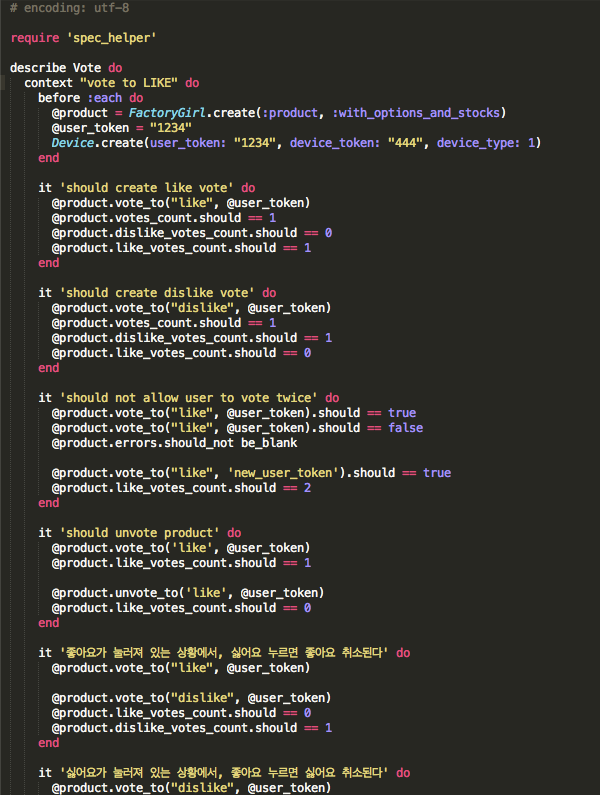 # encoding: utf-8
require 'spec_helper'
describe Vote do
context "vote to LIKE" do
before :each do
@product = FactoryGirl.create(:product, :with_options_and_stocks)
@user_token = "1234"
Device.create(user_token: "1234", device_token: "444", device_type: 1)
end
it 'should create like vote' do
@product.vote_to("like", @user_token)
@product.votes_count.should == 1
@product.dislike_votes_count.should == 0
@product.like_votes_count.should == 1
end
it 'should create dislike vote' do
@product.vote_to("dislike", @user_token)
@product.votes_count.should == 1
@product.dislike_votes_count.should == 1
@product.like_votes_count.should == 0
end
it 'should not allow user to vote twice' do
@product.vote_to("like", @user_token).should == true
@product.vote_to("like", @user_token).should == false
@product.errors.should_not be_blank
@product.vote_to("like", 'new_user_token').should == true
@product.like_votes_count.should == 2
end
it 'should unvote product' do
@product.vote_to('like', @user_token)
@product.like_votes_count.should == 1
@product.unvote_to('like', @user_token)
@product.like_votes_count.should == 0
end
it '좋아요가 눌러져 있는 상황에서, 싫어요 누르면 좋아요 취소된다' do
@product.vote_to("like", @user_token)
@product.vote_to("dislike", @user_token)
@product.like_votes_count.should == 0
@product.dislike_votes_count.should == 1
end
it '싫어요가 눌러져 있는 상황에서, 좋아요 누르면 싫어요 취소된다' do
@product.vote_to("dislike", @user_token)